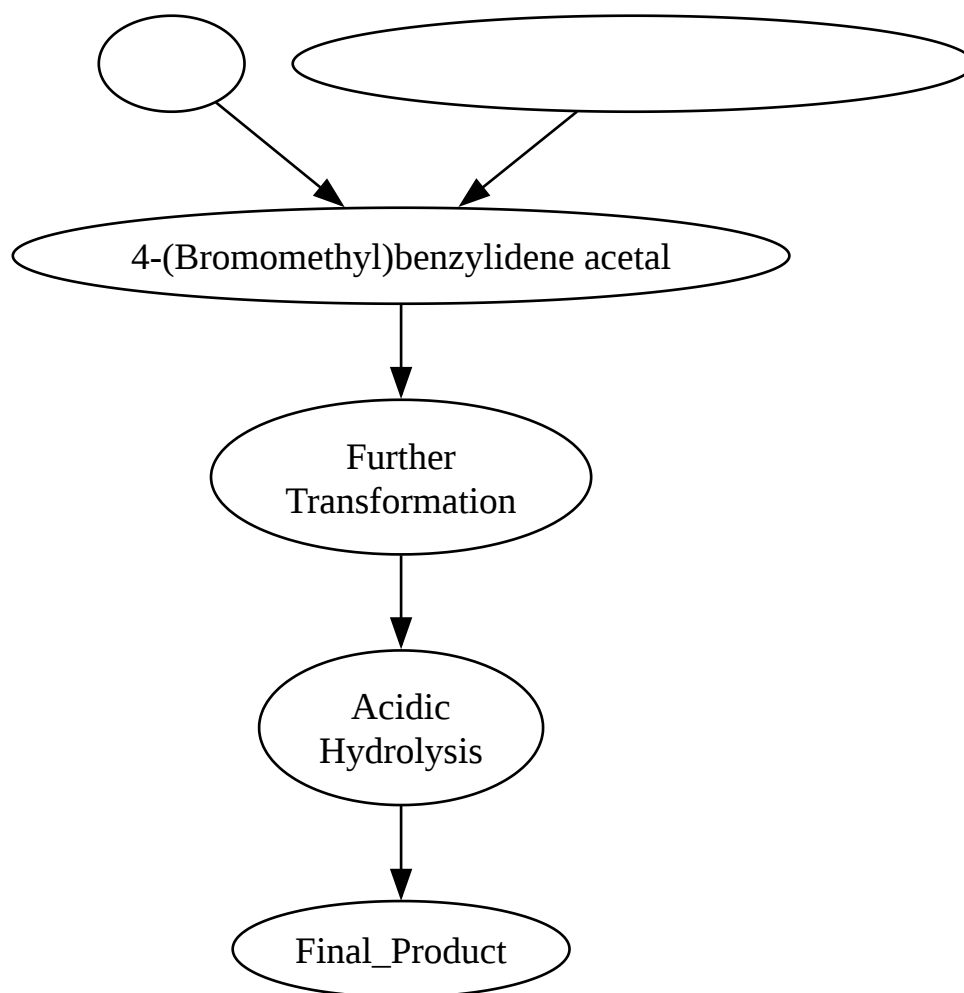 4-(Bromomethyl)benzylidene acetal
Further
Transformation
Acidic
Hydrolysis
Final_Product